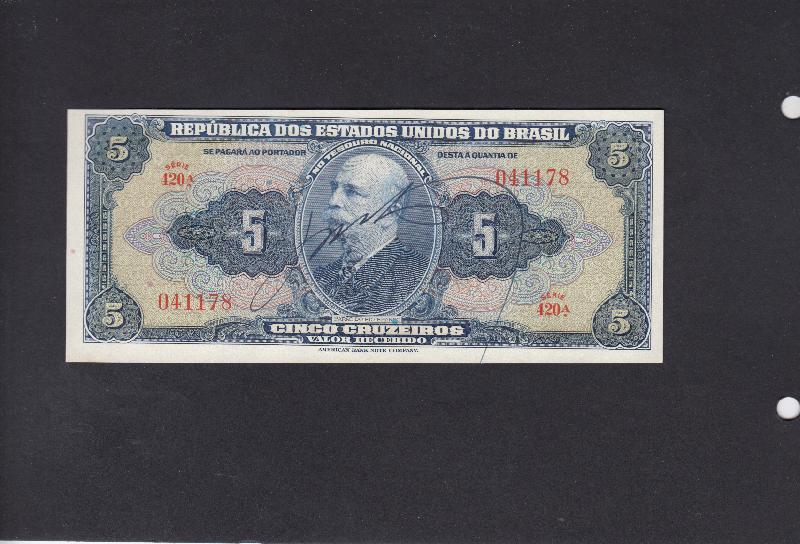 REPÚBLICA DOS ESTADOS UNIDOS DO BRASIL
SE PAGARÁ AO PORTADOR
NO TESOURO NACIONAL
DESTA A QUANTIA DE
5
5
SÉRIE
420A
041178
5
5
041178
SÉRIE
420A
5
5
CINCO CRUZEIROS
VALOR RECEBIDO
AMERICAN BANK NOTE COMPANY.